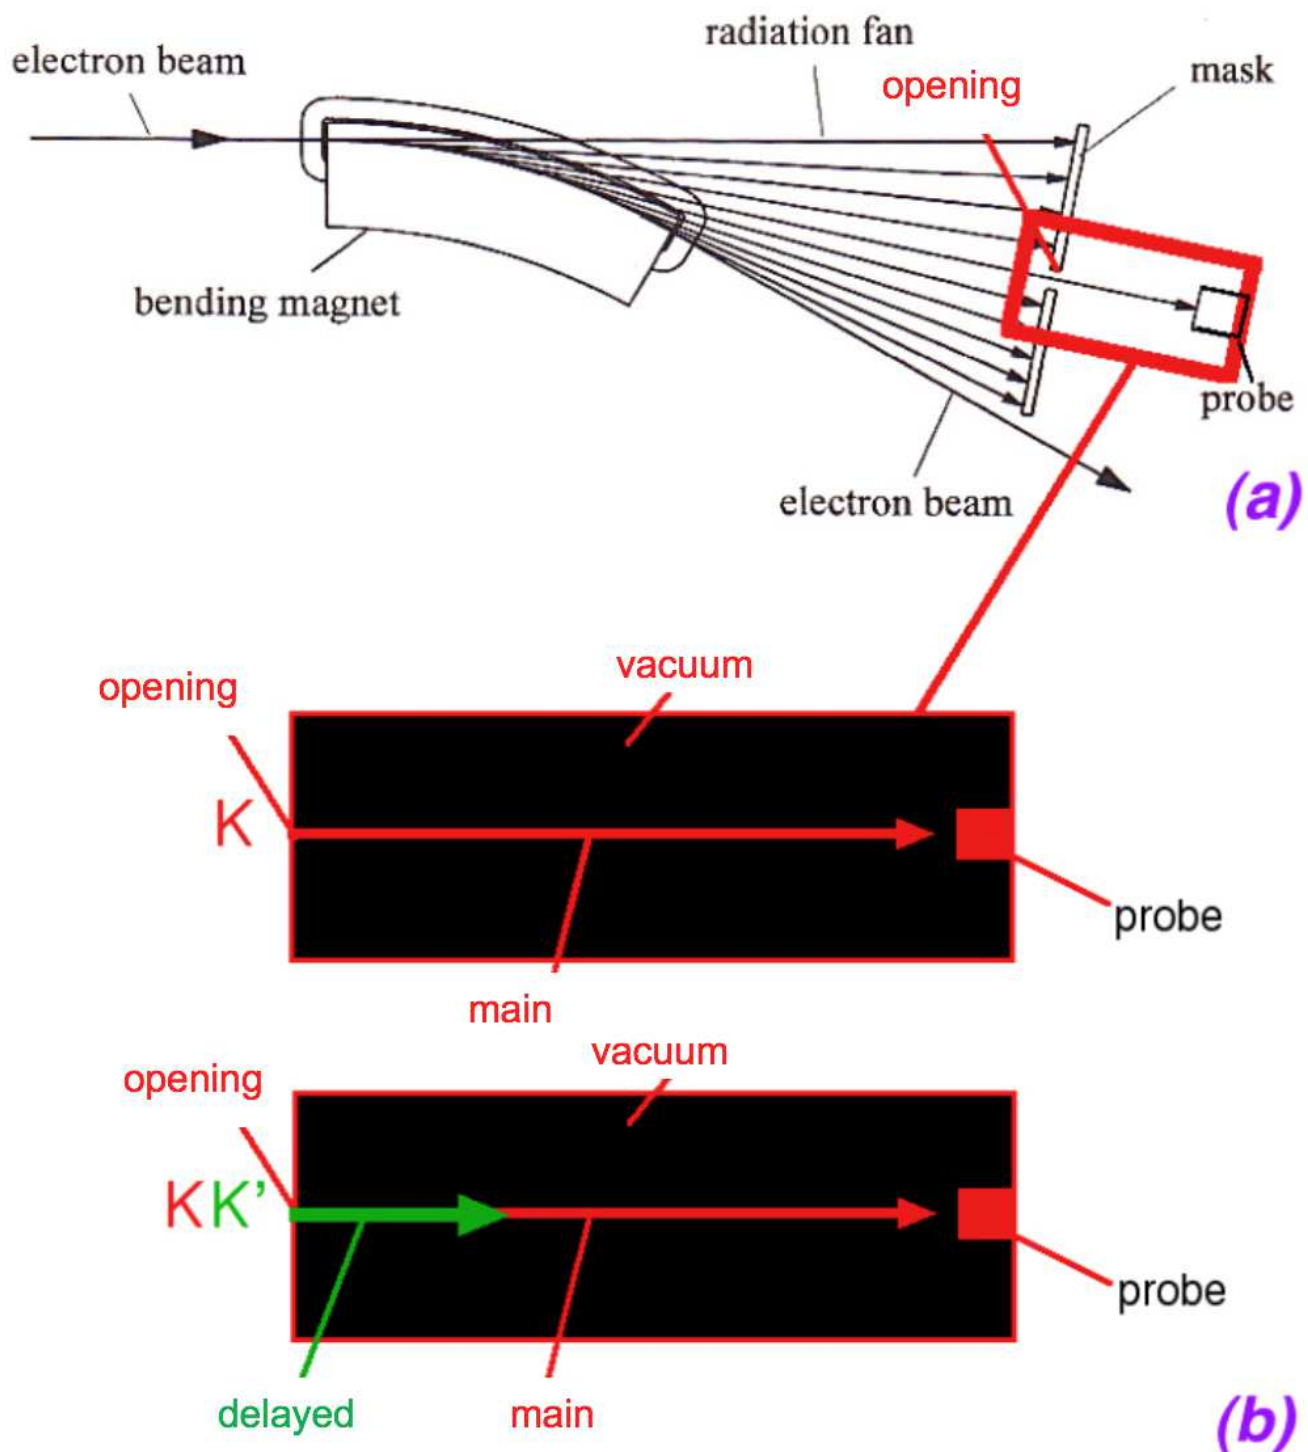 radiation fan
electron beam
opening
mask
bending magnet
probe
electron beam
(a)
vacuum
opening
K
probe
main
vacuum
opening
KK’
probe
delayed
main
(b)